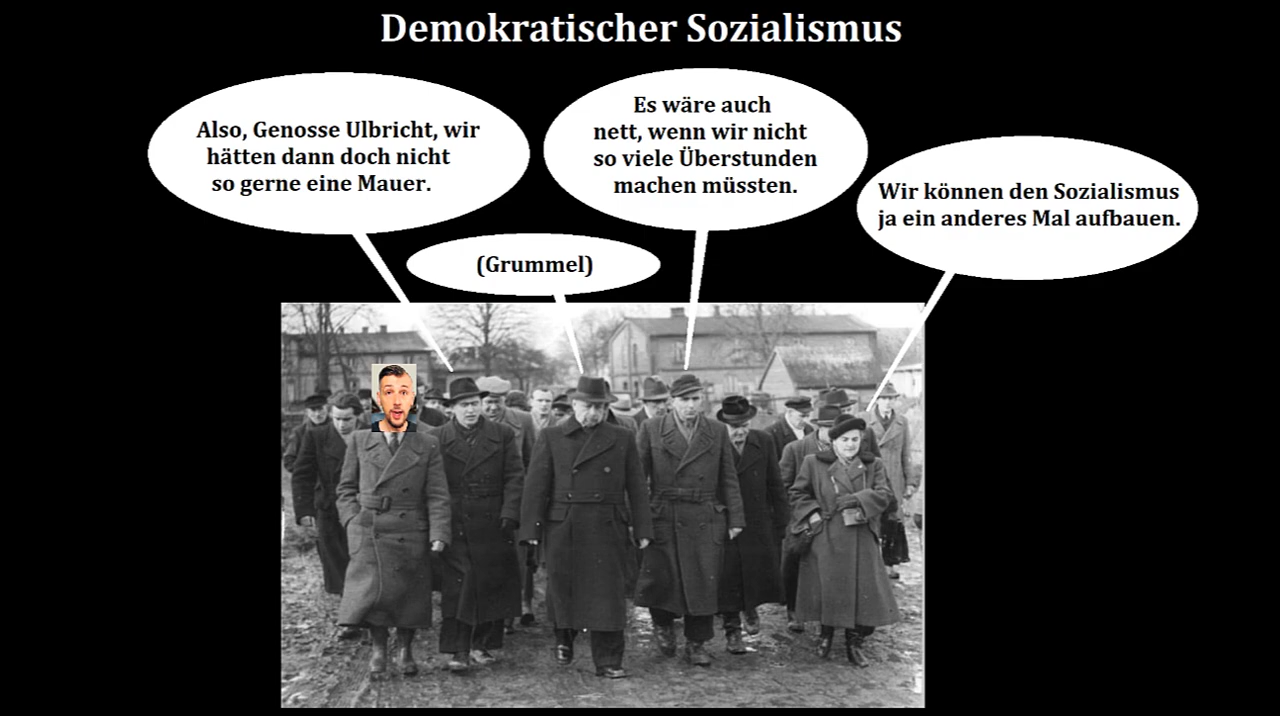 Demokratischer Sozialismus
Also, Genosse Ulbricht, wir
hätten dann doch nicht
so gerne eine Mauer.
(Grummel)
Es wäre auch
nett, wenn wir nicht
so viele Überstunden
machen müssten.
Wir können den Sozialismus
ja ein anderes Mal aufbauen.